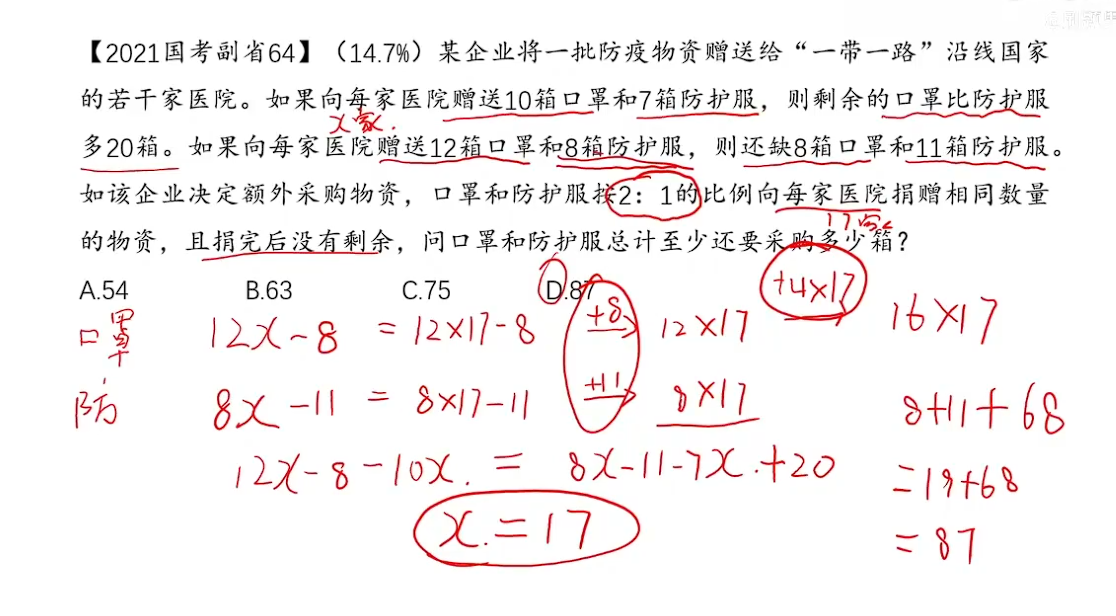 【2021国考副省64】（14.7%）某企业将一批防疫物资赠送给“一带一路”沿线国家
的若干家医院。如果向每家医院赠送10箱口罩和7箱防护服，则剩余的口罩比防护服
x家.
多20箱。如果向每家医院赠送12箱口罩和8箱防护服，则还缺8箱口罩和11箱防护服。
如该企业决定额外采购物资，口罩和防护服按2：1的比例向每家医院捐赠相同数量
17家
的物资，且捐完后没有剩余，问口罩和防护服总计至少还要采购多少箱？
A.54 B.63 C.75 D.87
口罩 12x-8 = 12×17-8 +8 12×17 +4×17 16×17
防 8x-11 = 8×17-11 +11 8×17 8+11+68
12x-8-10x = 8x-11-7x+20 =19+68
x=17 =87